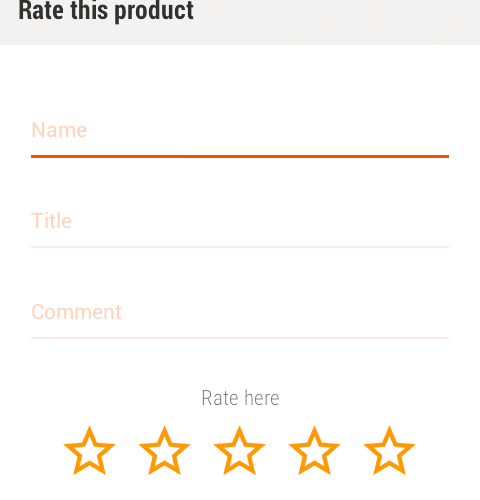 Rate this product
Name
Title
Comment
Rate here